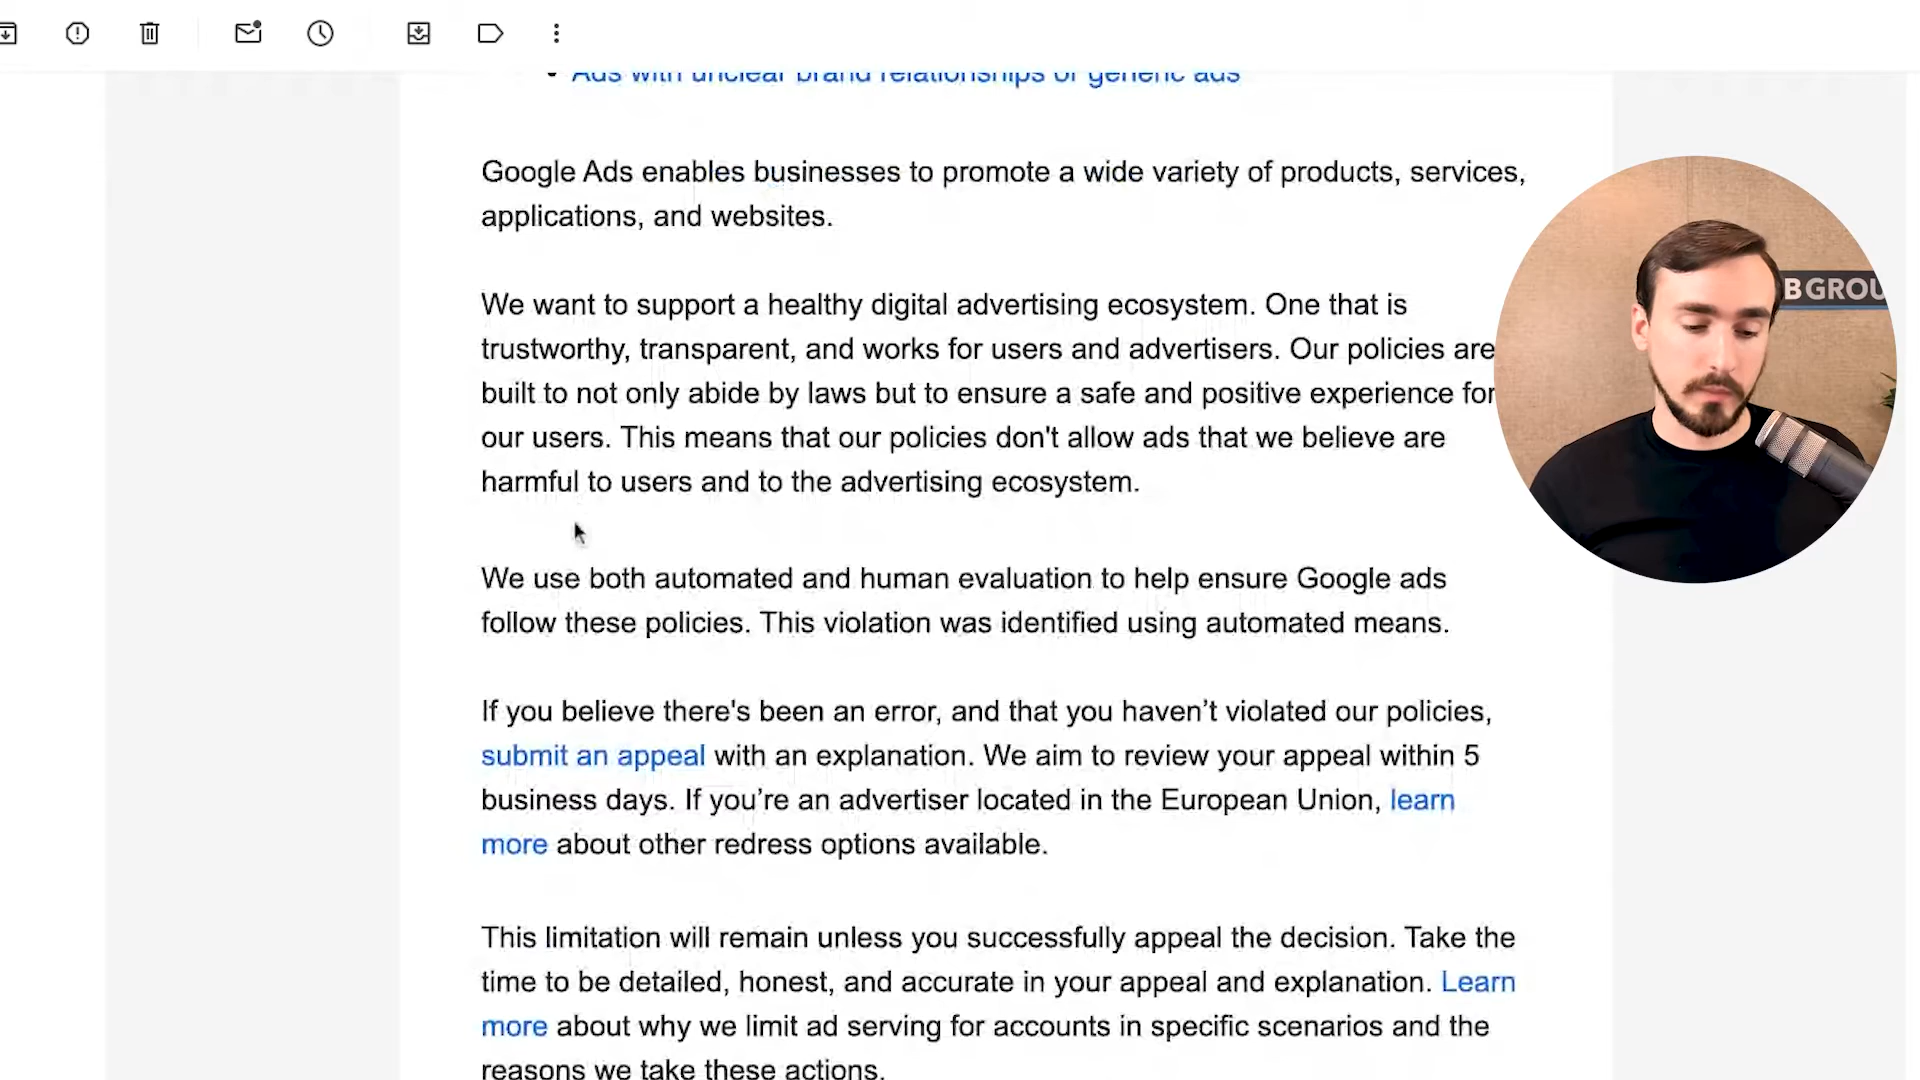 Ads with unclear brand relationships or generic ads
Google Ads enables businesses to promote a wide variety of products, services,
applications, and websites.
We want to support a healthy digital advertising ecosystem. One that is
trustworthy, transparent, and works for users and advertisers. Our policies are
built to not only abide by laws but to ensure a safe and positive experience for
our users. This means that our policies don't allow ads that we believe are
harmful to users and to the advertising ecosystem.
We use both automated and human evaluation to help ensure Google ads
follow these policies. This violation was identified using automated means.
If you believe there's been an error, and that you haven’t violated our policies,
submit an appeal with an explanation. We aim to review your appeal within 5
business days. If you’re an advertiser located in the European Union, learn
more about other redress options available.
This limitation will remain unless you successfully appeal the decision. Take the
time to be detailed, honest, and accurate in your appeal and explanation. Learn
more about why we limit ad serving for accounts in specific scenarios and the
reasons we take these actions.
B GROU